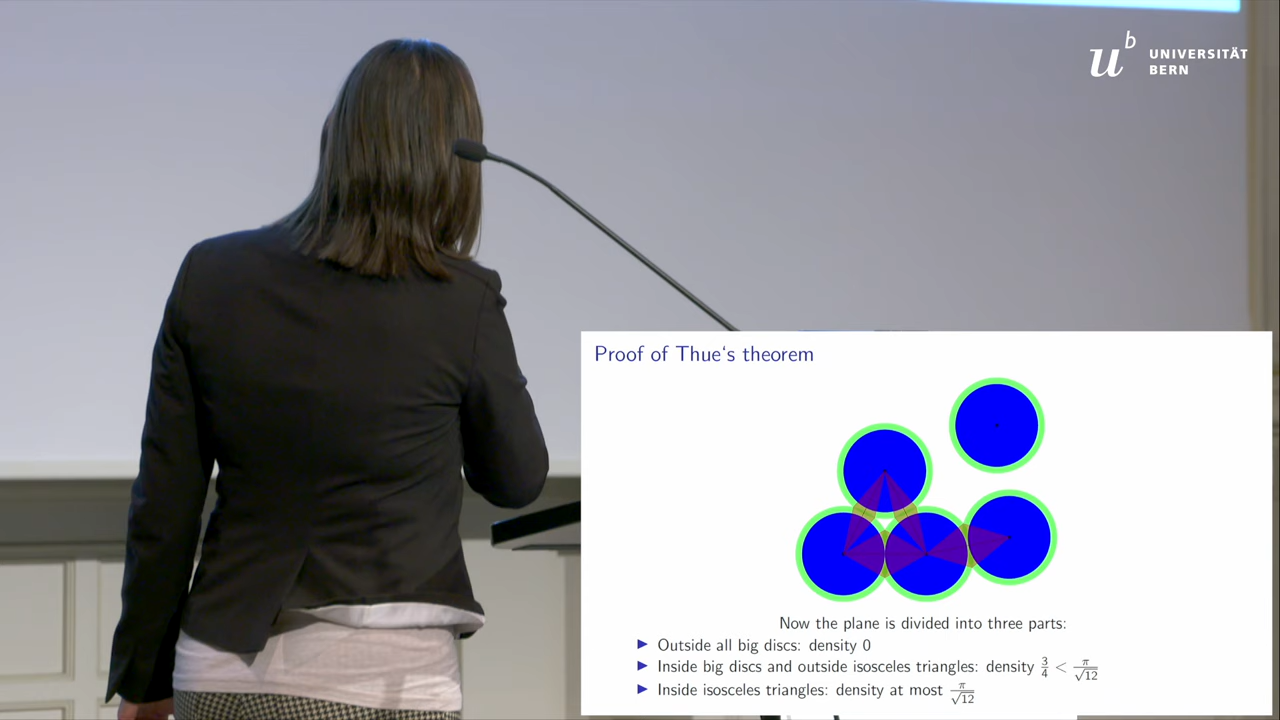 u^b UNIVERSITÄT
BERN
Proof of Thue‘s theorem
Now the plane is divided into three parts:
▶ Outside all big discs: density 0
▶ Inside big discs and outside isosceles triangles: density 3/4 < π/√12
▶ Inside isosceles triangles: density at most π/√12